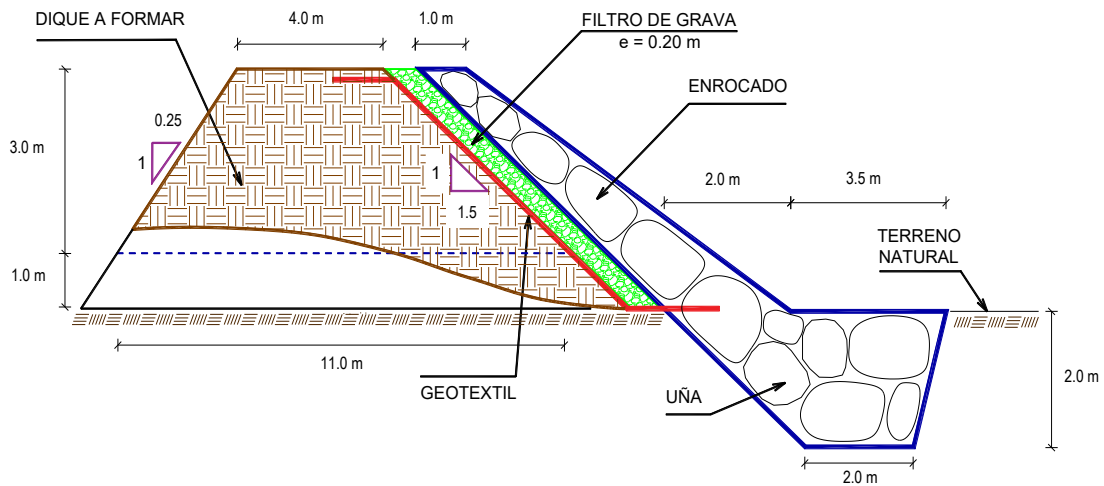 DIQUE A FORMAR
4.0 m
1.0 m
FILTRO DE GRAVA
e = 0.20 m
ENROCADO
0.25
1
3.0 m
1
1.5
2.0 m
3.5 m
TERRENO
NATURAL
1.0 m
11.0 m
GEOTEXTIL
UÑA
2.0 m
2.0 m